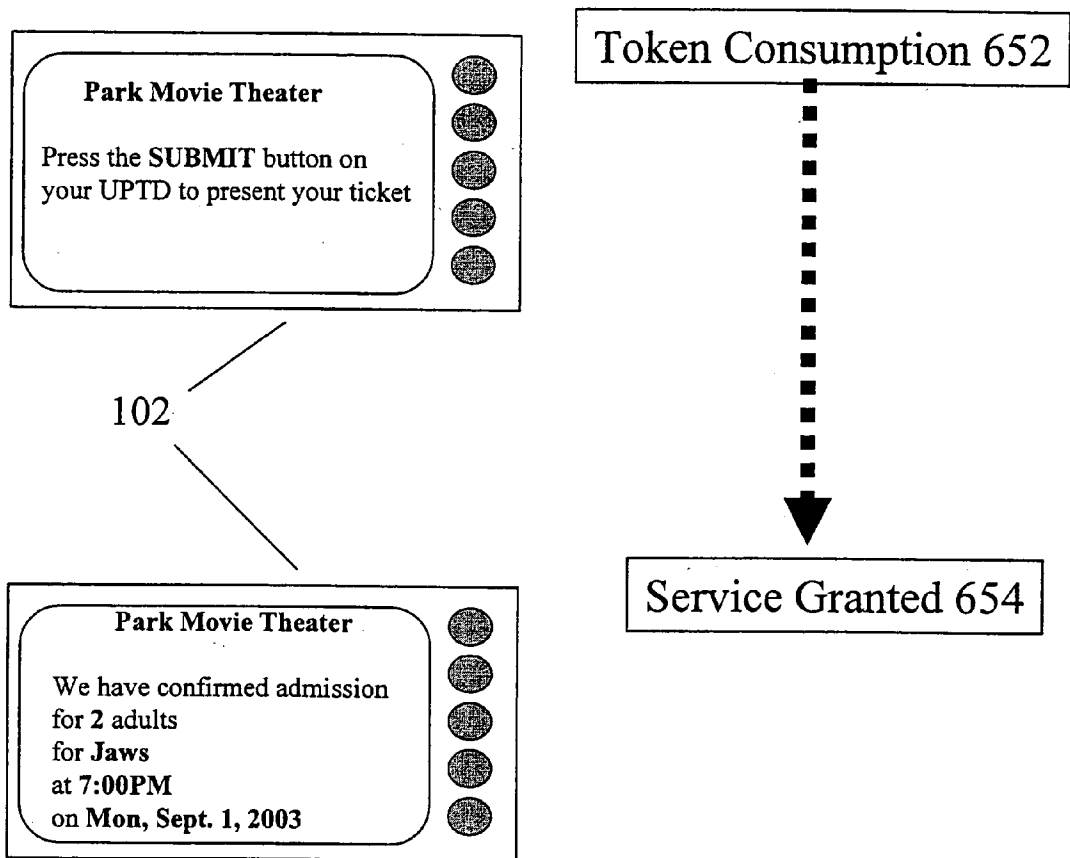 Park Movie Theater
Press the SUBMIT button on
your UPTD to present your ticket
Token Consumption 652
102
Park Movie Theater
We have confirmed admission
for 2 adults
for Jaws
at 7:00PM
on Mon, Sept. 1, 2003
Service Granted 654